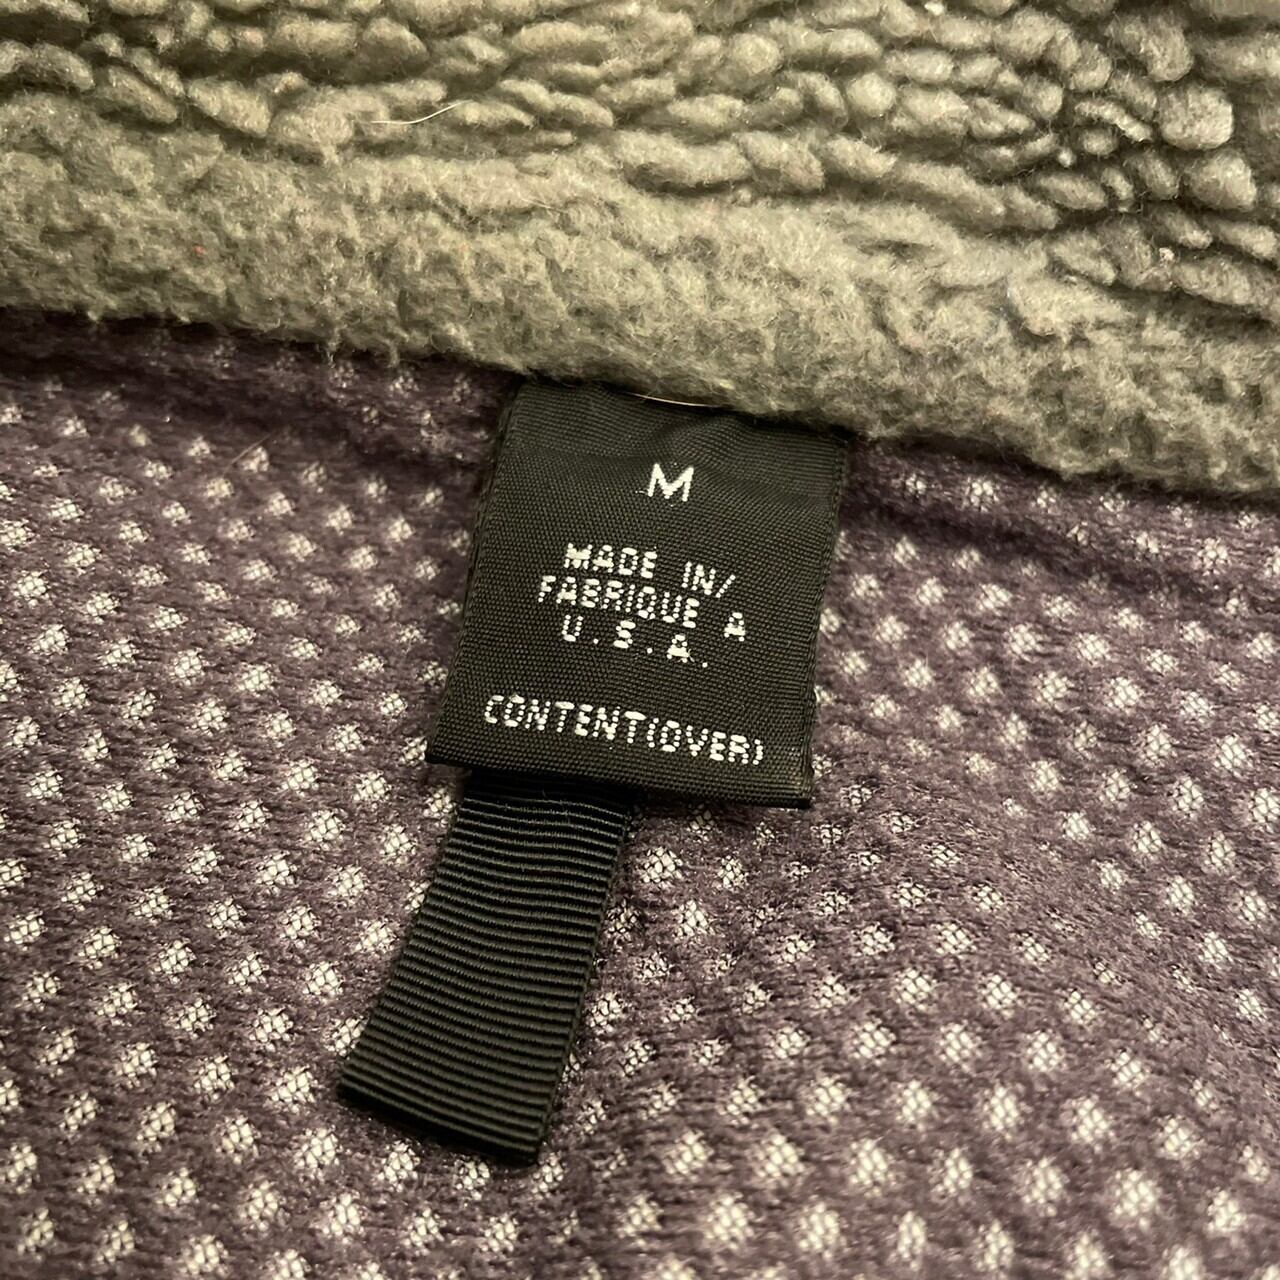 M
MADE IN/
FABRIQUE A
U.S.A.
CONTENT(OVER)